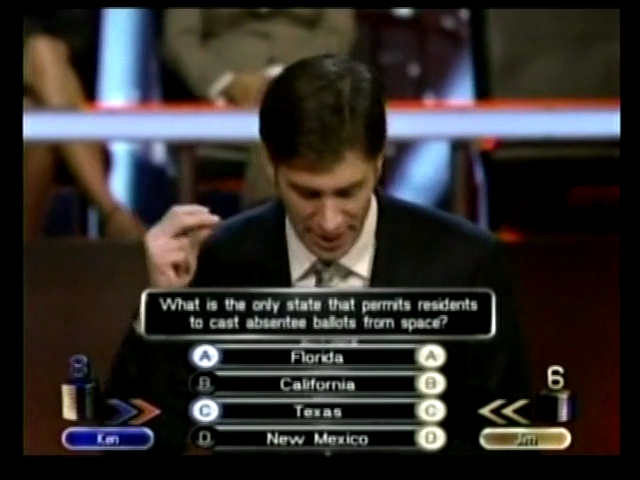 What is the only state that permits residents
to cast absentee ballots from space?
A Florida A
B California B
C Texas C
D New Mexico D
8
6
Ken
Jim